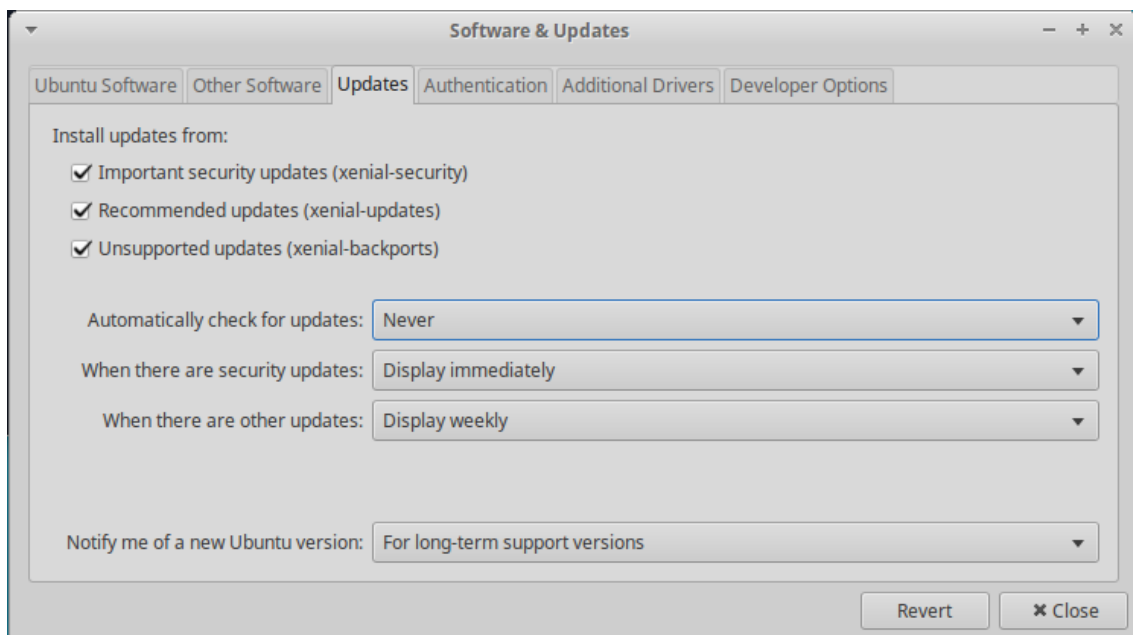 Software & Updates
Ubuntu Software Other Software Updates Authentication Additional Drivers Developer Options
Install updates from:
Important security updates (xenial-security)
Recommended updates (xenial-updates)
Unsupported updates (xenial-backports)
Automatically check for updates: Never
When there are security updates: Display immediately
When there are other updates: Display weekly
Notify me of a new Ubuntu version: For long-term support versions
Revert Close